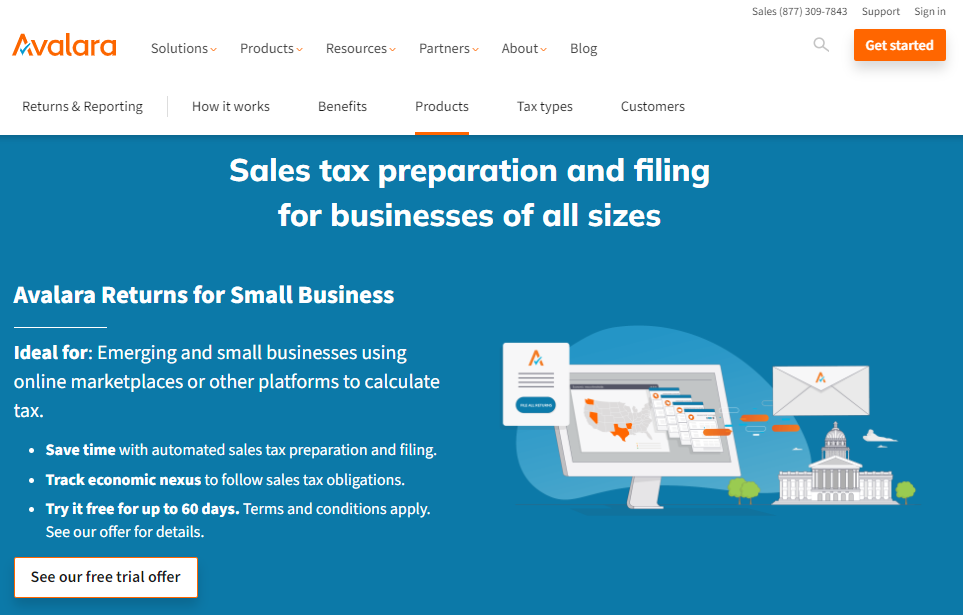 Sales (877) 309-7843 Support Sign in
Avalara Solutions Products Resources Partners About Blog Get started
Returns & Reporting How it works Benefits Products Tax types Customers
Sales tax preparation and filing
for businesses of all sizes
Avalara Returns for Small Business
Ideal for: Emerging and small businesses using
online marketplaces or other platforms to calculate
tax.
• Save time with automated sales tax preparation and filing.
• Track economic nexus to follow sales tax obligations.
• Try it free for up to 60 days. Terms and conditions apply.
See our offer for details.
See our free trial offer